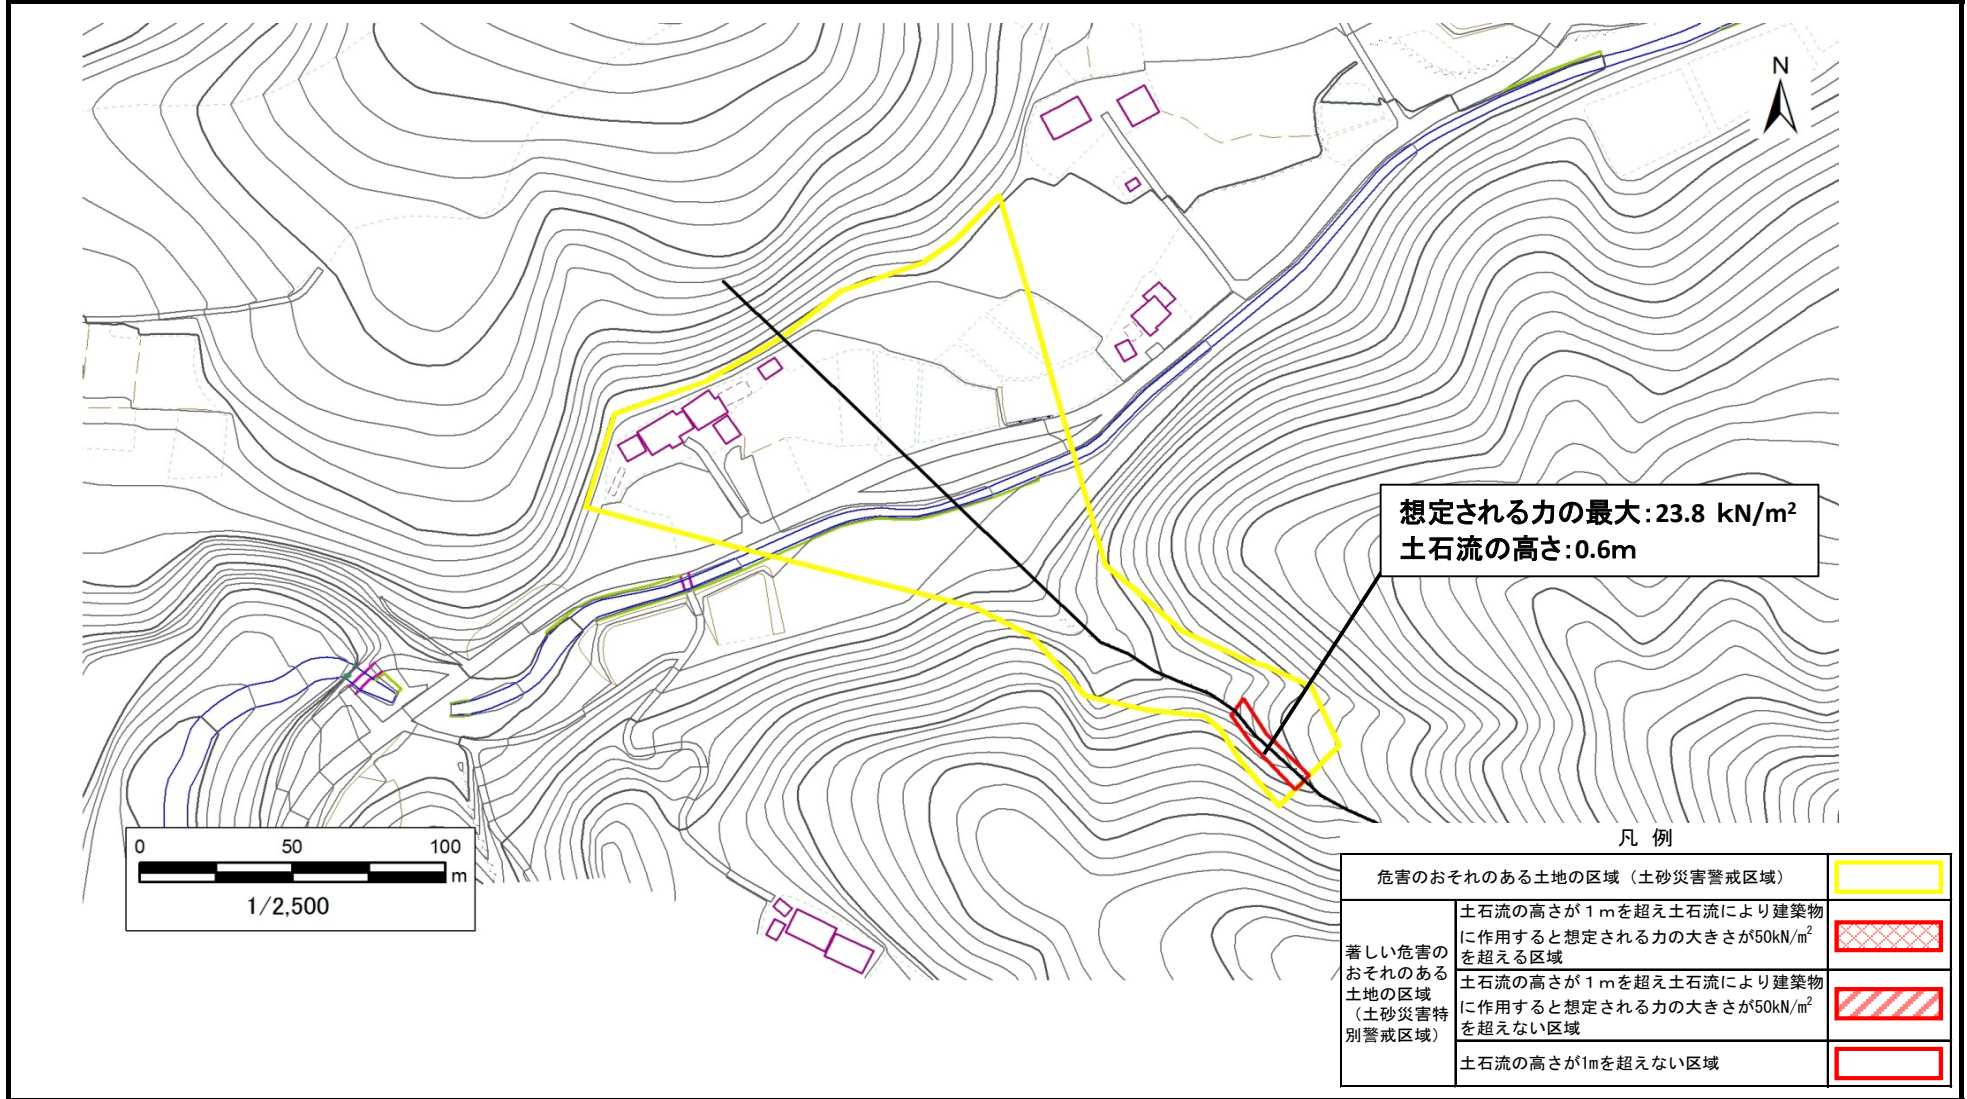 N
想定される力の最大：23.8 kN/m²
土石流の高さ：0.6m
0 50 100
m
1/2,500
凡 例
危害のおそれのある土地の区域（土砂災害警戒区域）
著しい危害の
おそれのある
土地の区域
（土砂災害特
別警戒区域）
土石流の高さが１ｍを超え土石流により建築物
に作用すると想定される力の大きさが50kN/m²
を超える区域
土石流の高さが１ｍを超え土石流により建築物
に作用すると想定される力の大きさが50kN/m²
を超えない区域
土石流の高さが1mを超えない区域